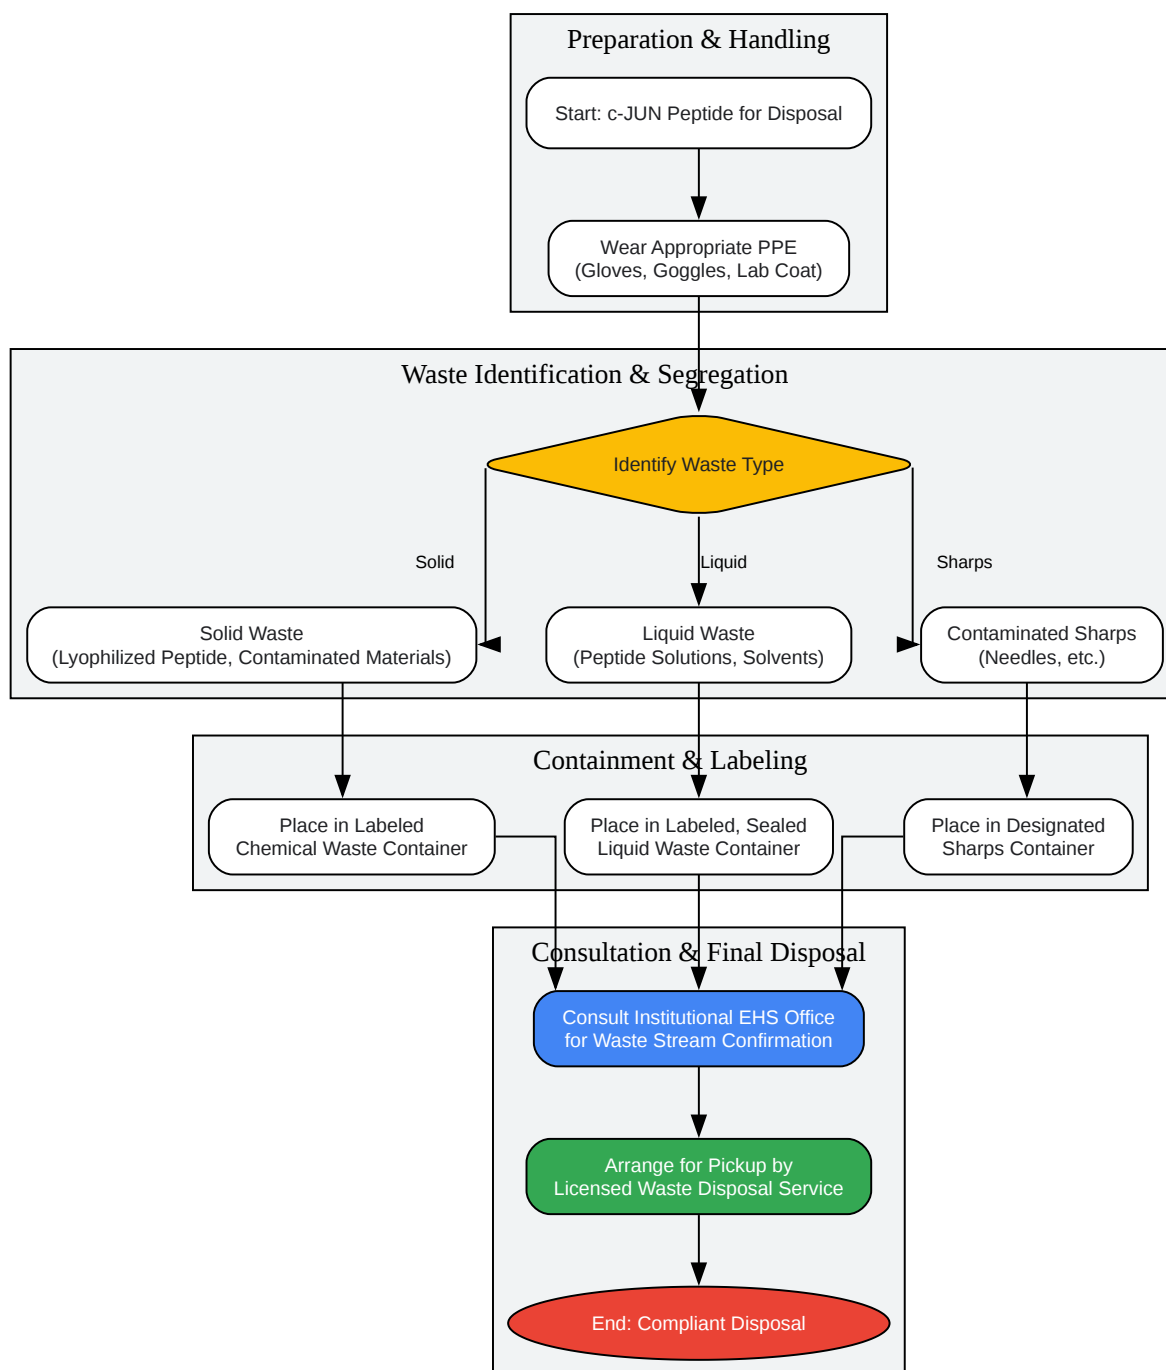 Preparation & Handling
Start: c-JUN Peptide for Disposal
Wear Appropriate PPE
(Gloves, Goggles, Lab Coat)
Waste Identification & Segregation
Identify Waste Type
Solid
Liquid
Sharps
Solid Waste
(Lyophilized Peptide, Contaminated Materials)
Liquid Waste
(Peptide Solutions, Solvents)
Contaminated Sharps
(Needles, etc.)
Containment & Labeling
Place in Labeled
Chemical Waste Container
Place in Labeled, Sealed
Liquid Waste Container
Place in Designated
Sharps Container
Consultation & Final Disposal
Consult Institutional EHS Office
for Waste Stream Confirmation
Arrange for Pickup by
Licensed Waste Disposal Service
End: Compliant Disposal